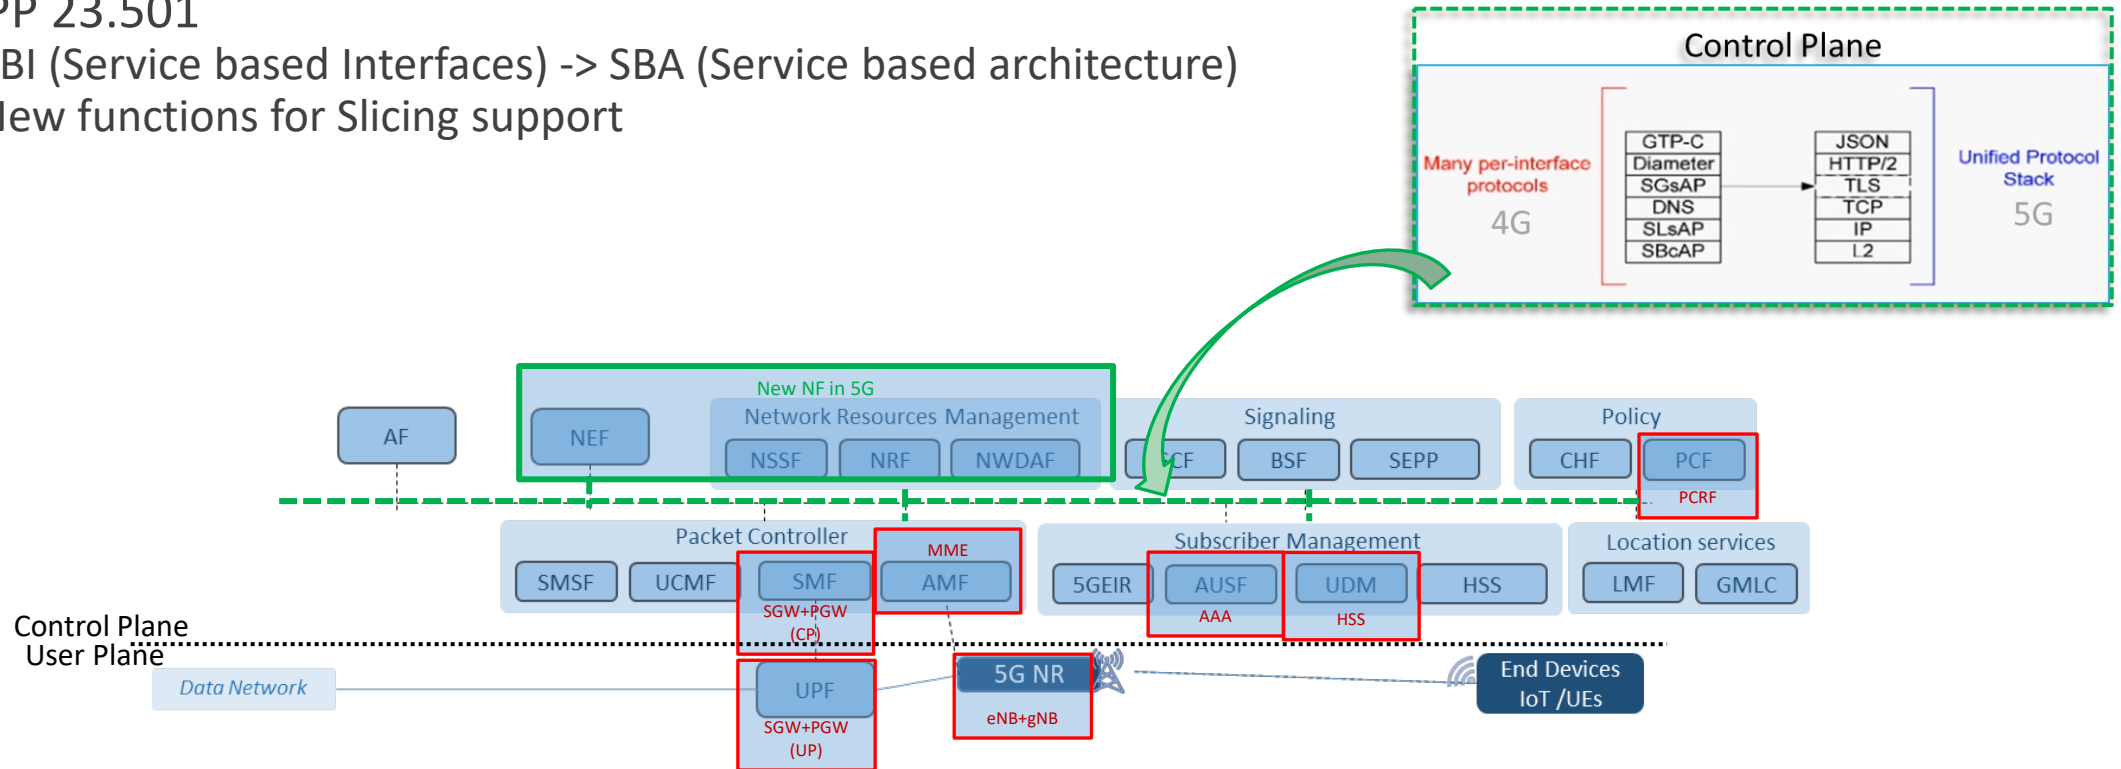 PP 23.501
BI (Service based Interfaces) -> SBA (Service based architecture)
New functions for Slicing support
Control Plane
Many per-interface
protocols
4G
GTP-C
Diameter
SGsAP
DNS
SLsAP
SBcAP
JSON
HTTP/2
TLS
TCP
IP
L2
Unified Protocol
Stack
5G
New NF in 5G
AF
NEF
Network Resources Management
NSSF
NRF
NWDAF
Signaling
BSF
SEPP
Policy
CHF
PCF
PCRF
Packet Controller
SMSF
UCMF
SMF
SGW+PGW
(CP)
MME
AMF
Subscriber Management
5GEIR
AUSF
AAA
UDM
HSS
HSS
Location services
LMF
GMLC
Control Plane
User Plane
Data Network
UPF
SGW+PGW
(UP)
5G NR
eNB+gNB
End Devices
IoT /UEs